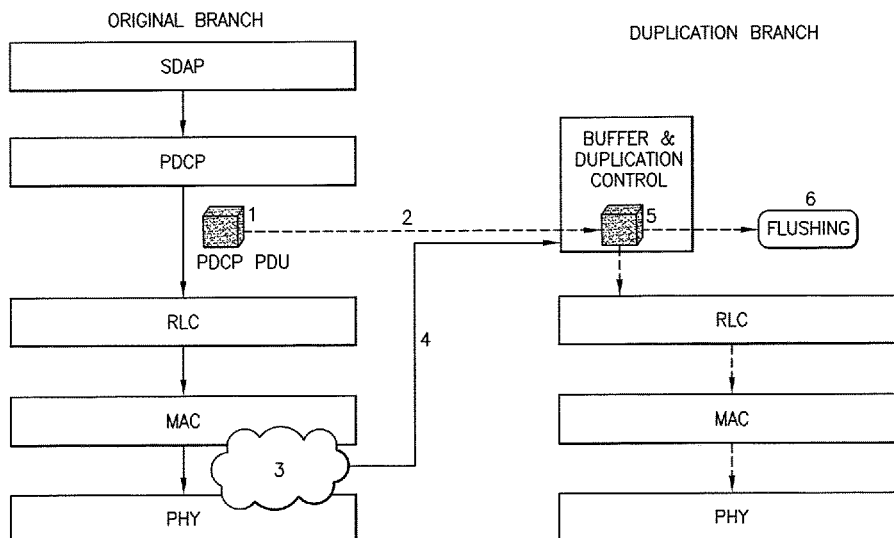 ORIGINAL BRANCH
DUPLICATION BRANCH
SDAP
PDCP
BUFFER &
DUPLICATION
CONTROL
1
2
5
6
FLUSHING
PDCP PDU
RLC
RLC
4
MAC
MAC
3
PHY
PHY